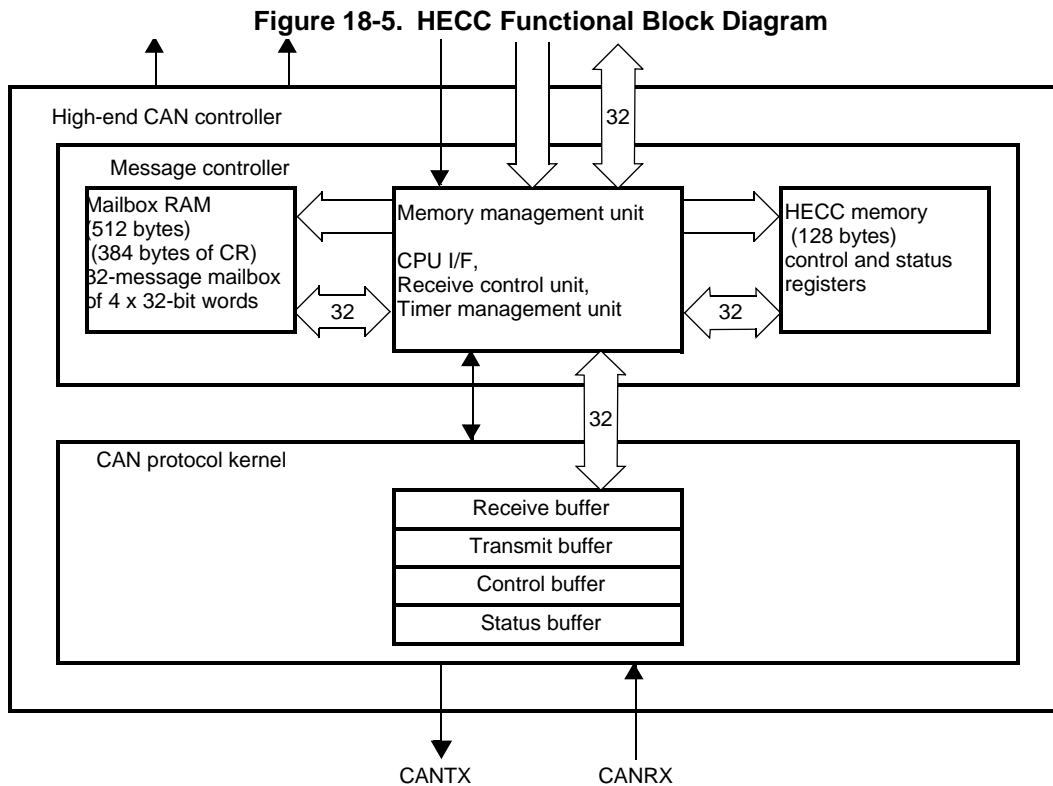 Figure 18-5. HECC Functional Block Diagram
32
High-end CAN controller
Message controller
Mailbox RAM
(512 bytes)
(384 bytes of CR)
32-message mailbox
of 4 x 32-bit words
32
Memory management unit
CPU I/F,
Receive control unit,
Timer management unit
32
HECC memory
(128 bytes)
control and status
registers
32
CAN protocol kernel
Receive buffer
Transmit buffer
Control buffer
Status buffer
CANTX
CANRX